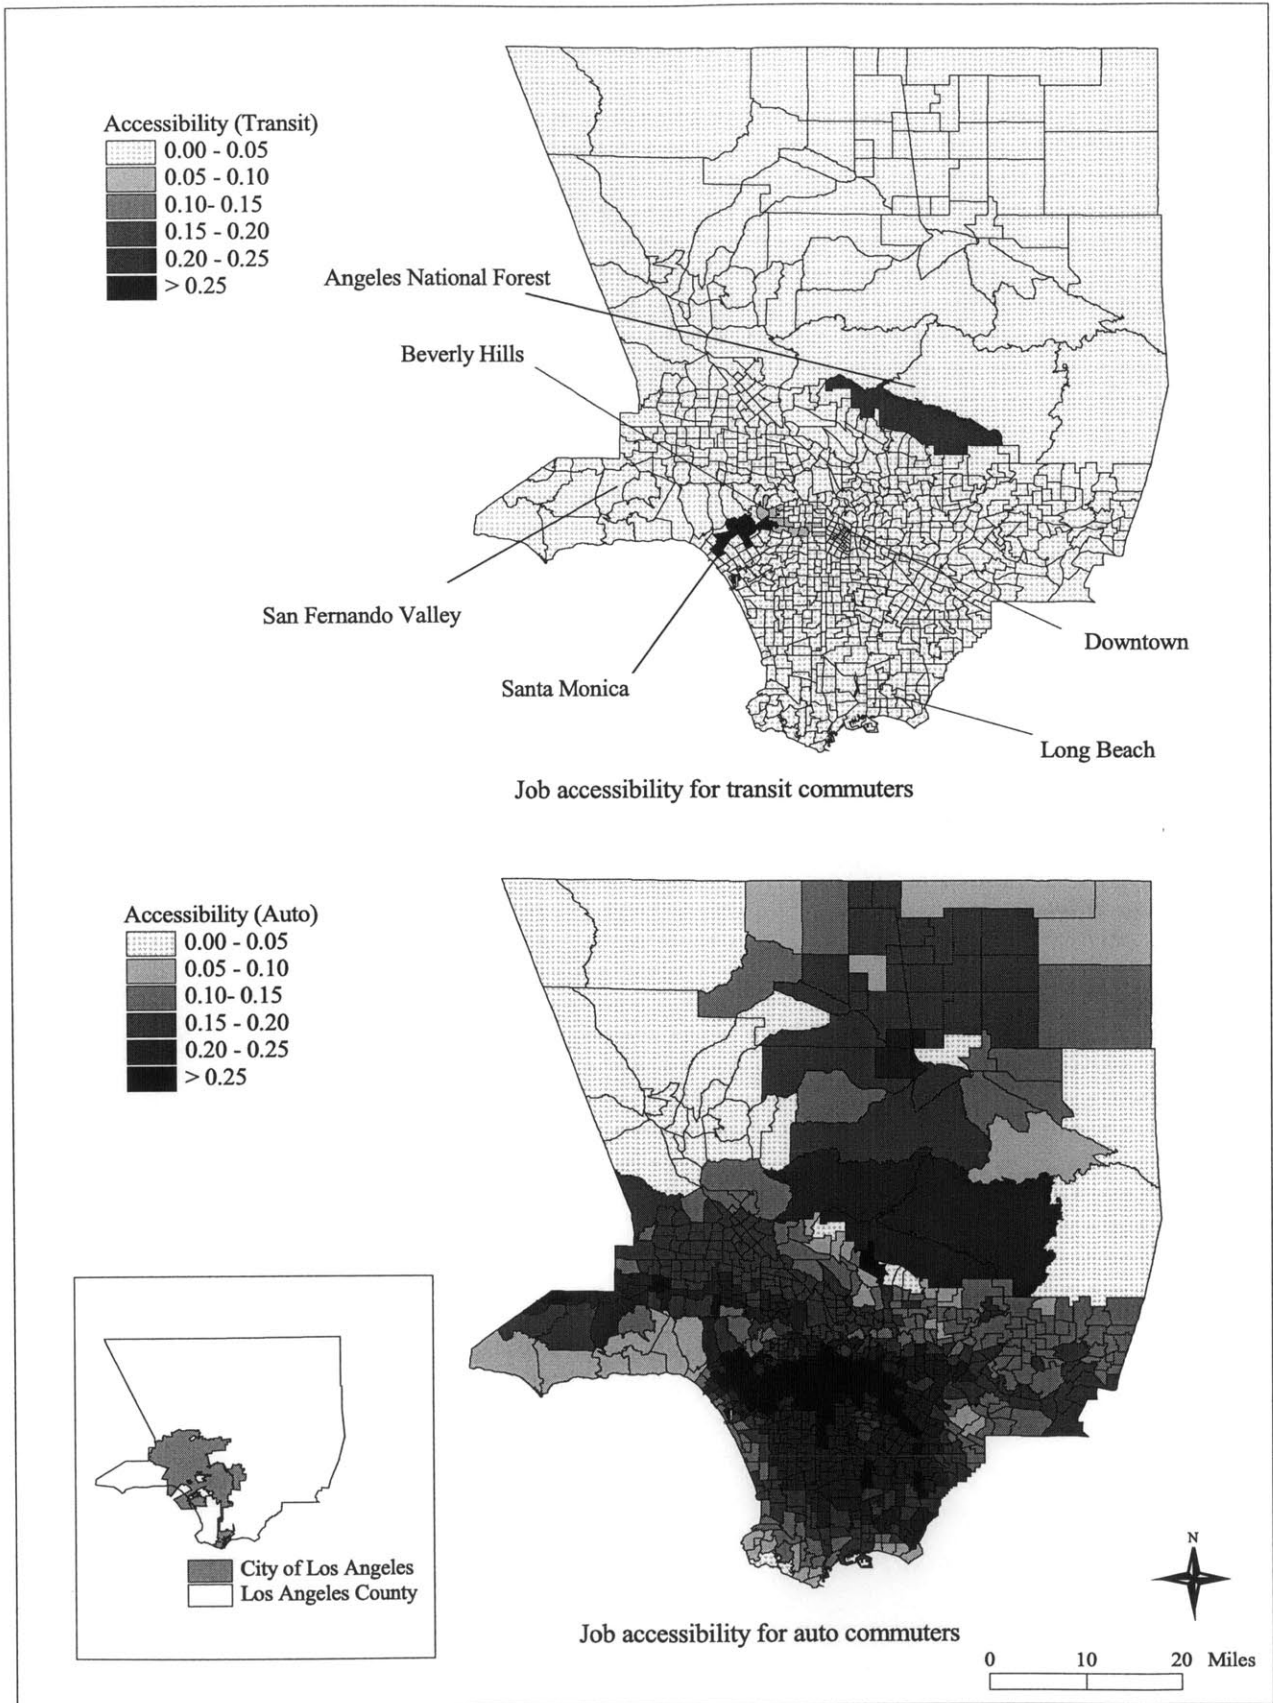 Accessibility (Transit)
0.00 - 0.05
0.05 - 0.10
0.10- 0.15
0.15 - 0.20
0.20 - 0.25
> 0.25
Angeles National Forest
Beverly Hills
San Fernando Valley
Santa Monica
Downtown
Long Beach
Job accessibility for transit commuters
Accessibility (Auto)
0.00 - 0.05
0.05 - 0.10
0.10- 0.15
0.15 - 0.20
0.20 - 0.25
> 0.25
City of Los Angeles
Los Angeles County
N
Job accessibility for auto commuters
0 10 20 Miles